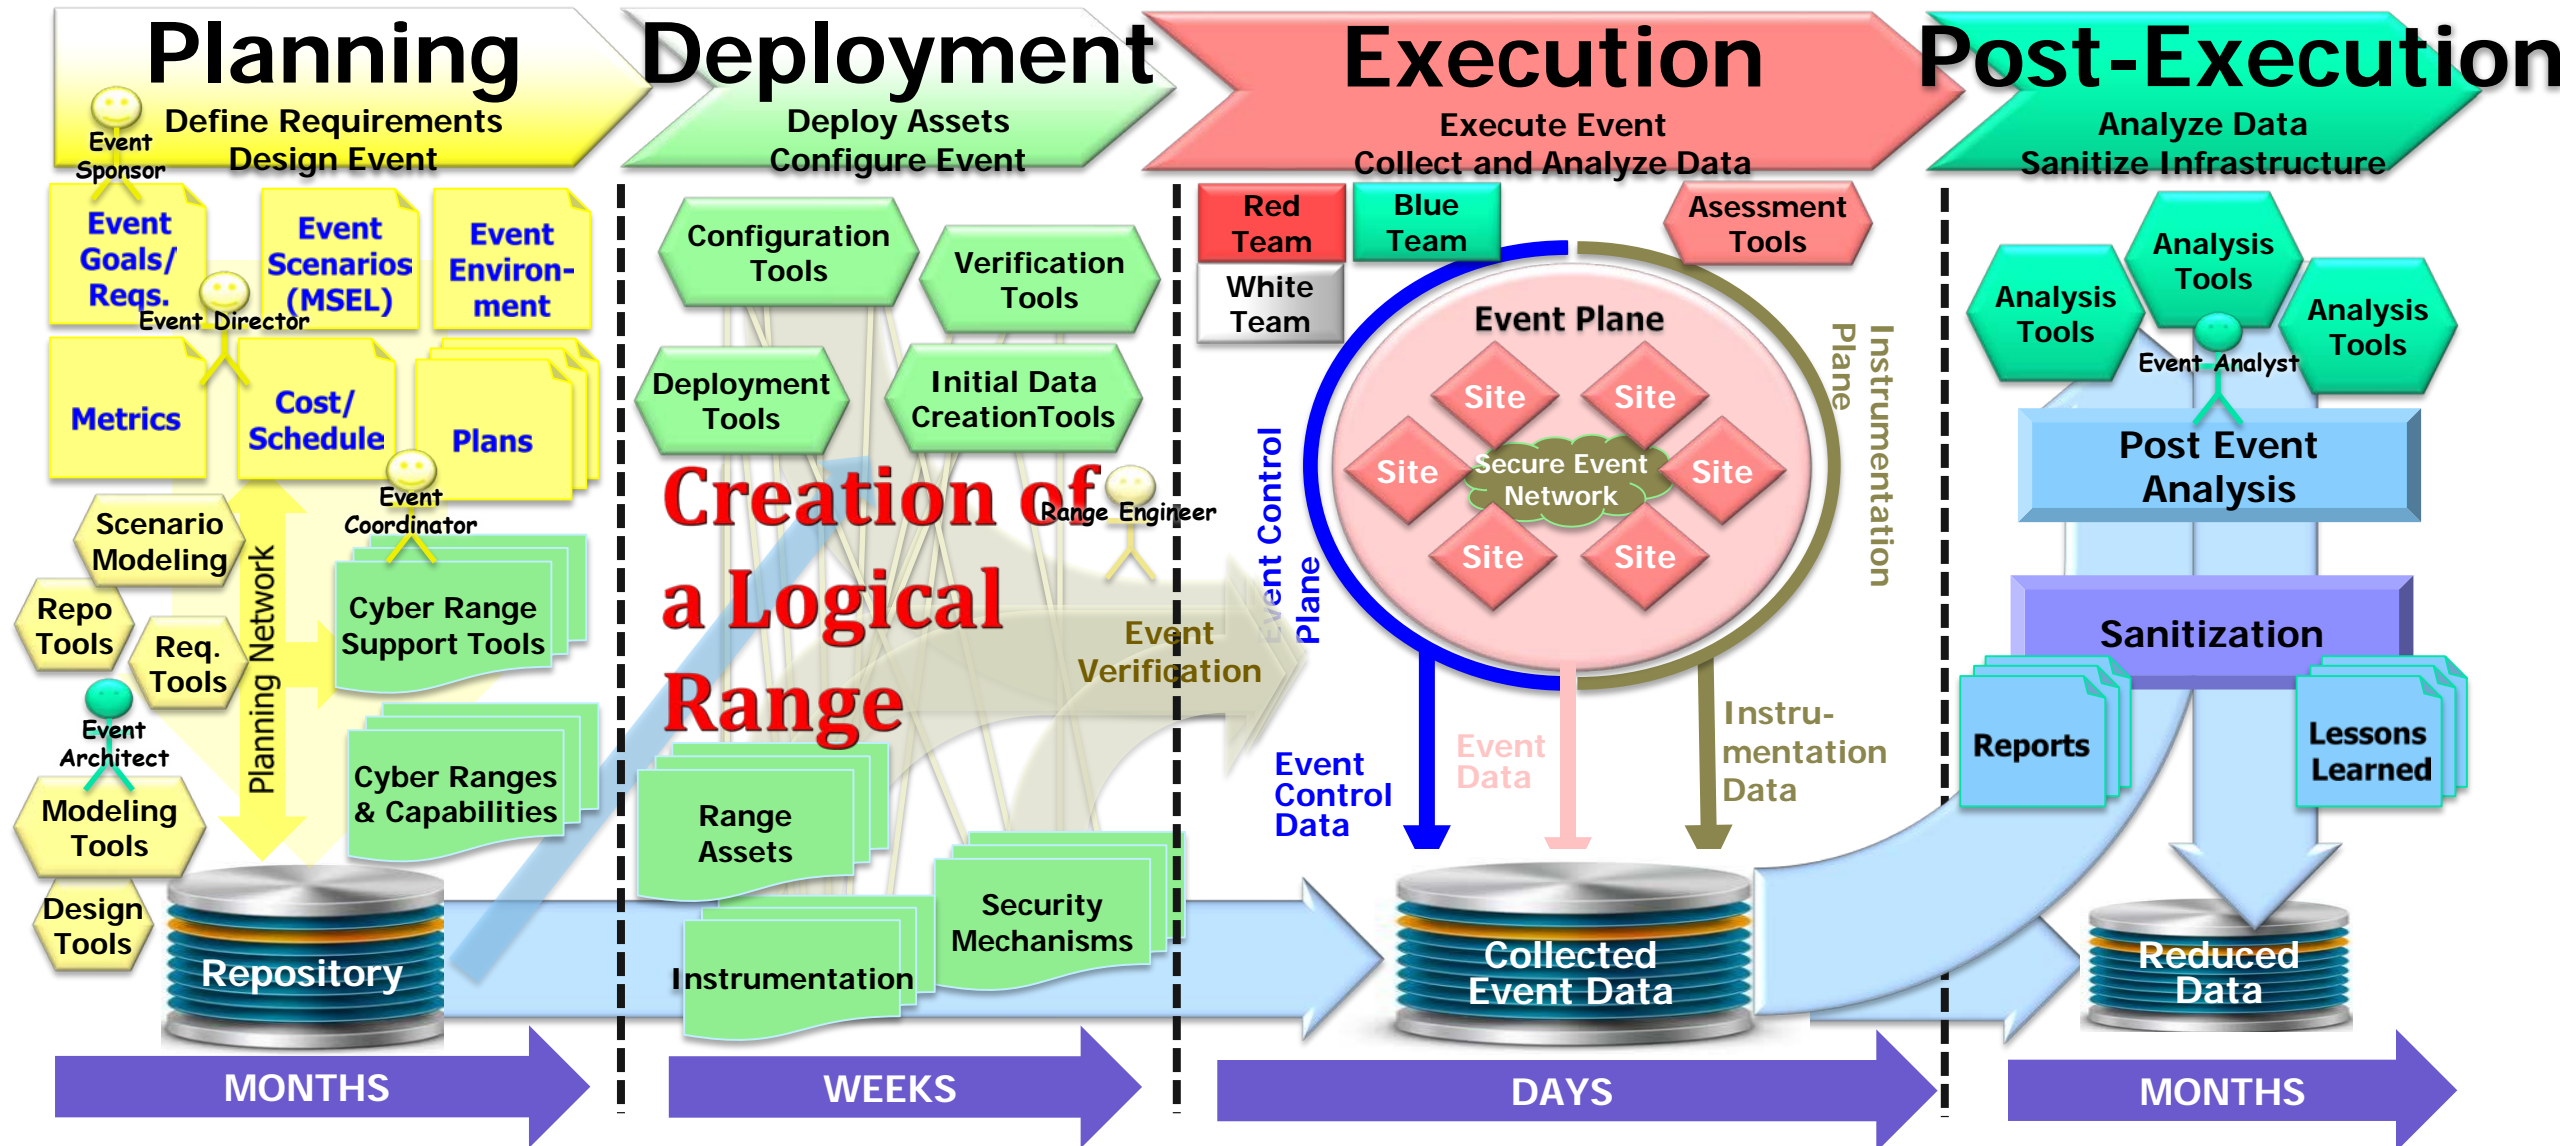 Planning
Define Requirements
Design Event
Event
Sponsor
Event
Goals/
Reqs.
Event
Scenarios
(MSEL)
Event
Environ-
ment
Event Director
Metrics
Cost/
Schedule
Plans
Event
Coordinator
Scenario
Modeling
Repo
Tools
Req.
Tools
Planning Network
Cyber Range
Support Tools
Event
Architect
Cyber Ranges
& Capabilities
Modeling
Tools
Design
Tools
Repository
MONTHS
Deployment
Deploy Assets
Configure Event
Configuration
Tools
Verification
Tools
Deployment
Tools
Initial Data
CreationTools
Creation of
a Logical
Range
Range Engineer
Event
Verification
Range
Assets
Security
Mechanisms
Instrumentation
WEEKS
Execution
Execute Event
Collect and Analyze Data
Red
Team
Blue
Team
White
Team
Asessment
Tools
Event Plane
Site
Site
Site
Secure Event
Network
Site
Site
Site
Event Control
Plane
Instrumentation
Plane
Event
Control
Data
Event
Data
Instru-
mentation
Data
Collected
Event Data
DAYS
Post-Execution
Analyze Data
Sanitize Infrastructure
Analysis
Tools
Analysis
Tools
Analysis
Tools
Event Analyst
Post Event
Analysis
Sanitization
Reports
Lessons
Learned
Reduced
Data
MONTHS